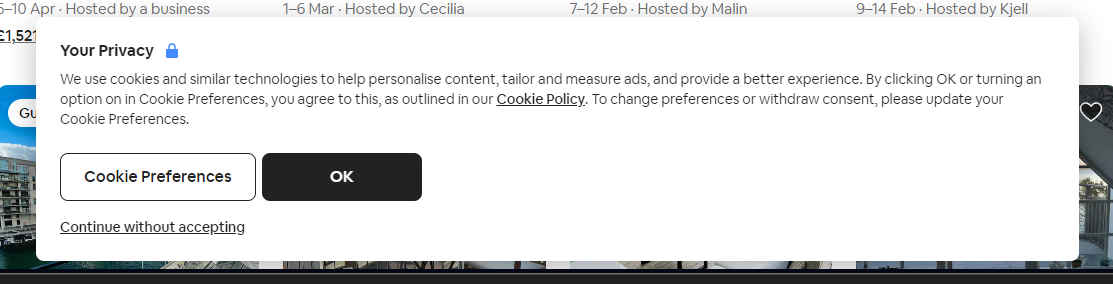 5–10 Apr · Hosted by a business
1–6 Mar · Hosted by Cecilia
7–12 Feb · Hosted by Malin
9–14 Feb · Hosted by Kjell
£1,521
Your Privacy
We use cookies and similar technologies to help personalise content, tailor and measure ads, and provide a better experience. By clicking OK or turning an
option on in Cookie Preferences, you agree to this, as outlined in our Cookie Policy. To change preferences or withdraw consent, please update your
Cookie Preferences.
Gu
Cookie Preferences
OK
Continue without accepting